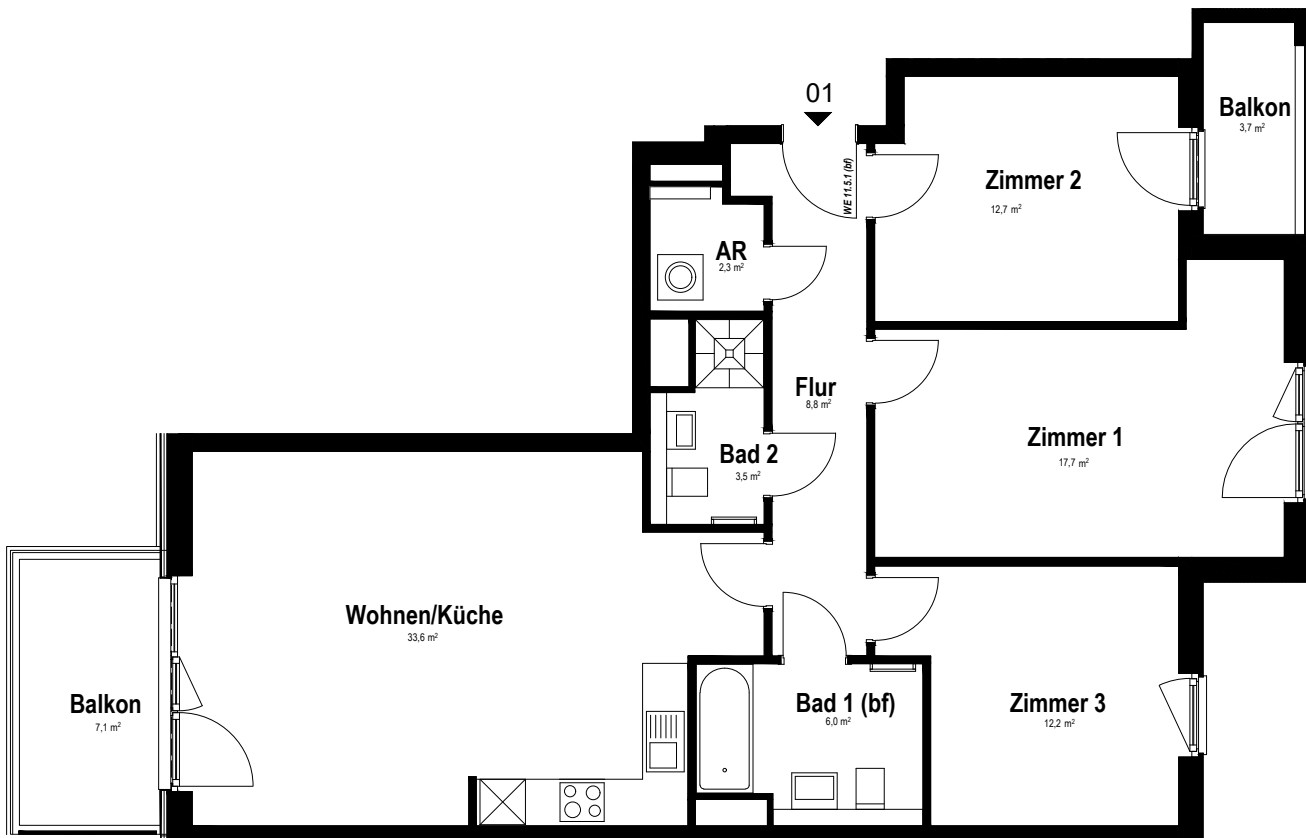 01
WE 11.5.1 (bf)
Balkon
3,7 m²
Zimmer 2
12,7 m²
AR
2,3 m²
Flur
8,8 m²
Zimmer 1
17,7 m²
Bad 2
3,5 m²
Wohnen/Küche
33,6 m²
Balkon
7,1 m²
Bad 1 (bf)
6,0 m²
Zimmer 3
12,2 m²